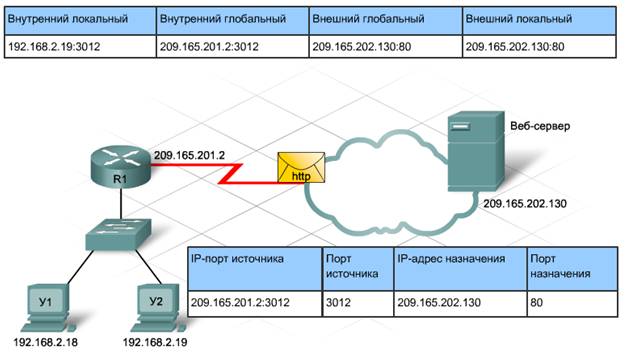 Внутренний локальный Внутренний глобальный Внешний глобальный Внешний локальный
192.168.2.19:3012 209.165.201.2:3012 209.165.202.130:80 209.165.202.130:80
Веб-сервер
209.165.201.2
R1
http
209.165.202.130
IP-порт источника Порт источника IP-адрес назначения Порт назначения
209.165.201.2:3012 3012 209.165.202.130 80
У1 У2
192.168.2.18 192.168.2.19